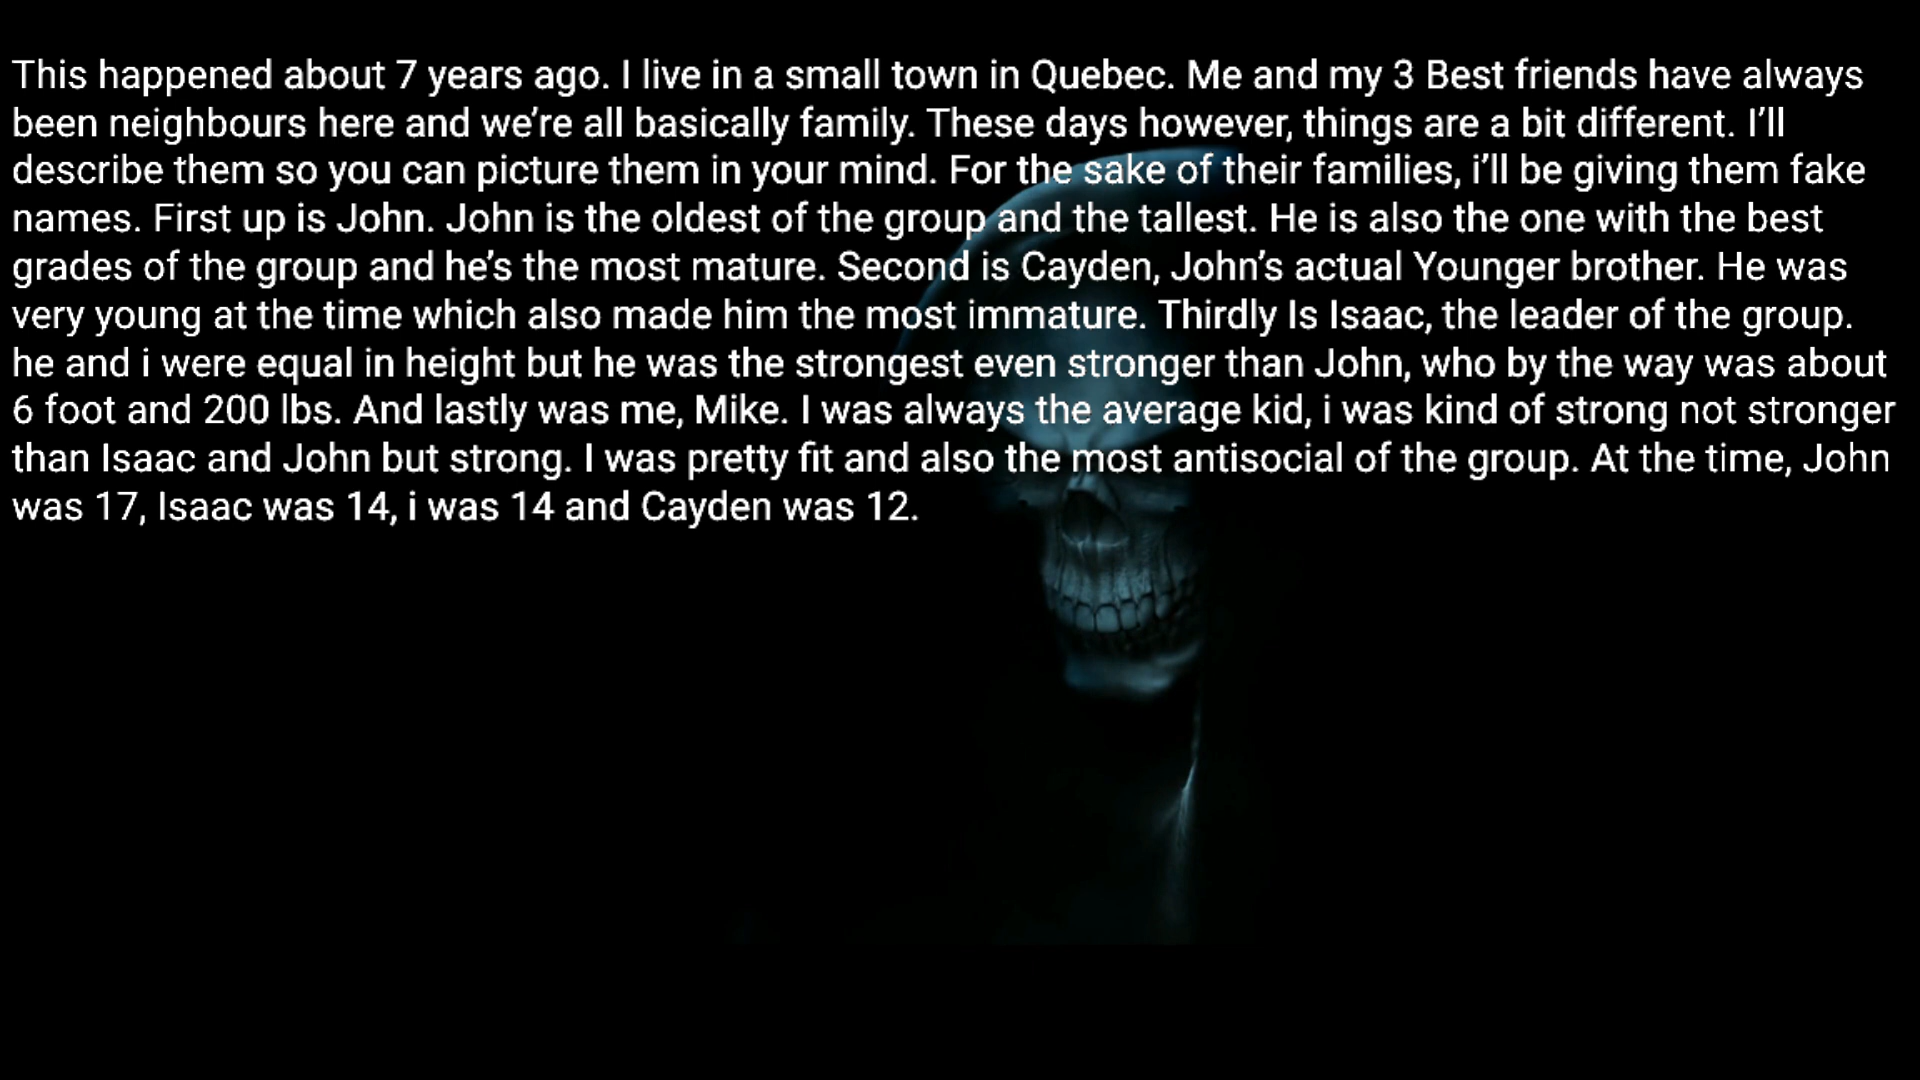 This happened about 7 years ago. I live in a small town in Quebec. Me and my 3 Best friends have always
been neighbours here and we’re all basically family. These days however, things are a bit different. I’ll
describe them so you can picture them in your mind. For the sake of their families, i’ll be giving them fake
names. First up is John. John is the oldest of the group and the tallest. He is also the one with the best
grades of the group and he’s the most mature. Second is Cayden, John’s actual Younger brother. He was
very young at the time which also made him the most immature. Thirdly Is Isaac, the leader of the group.
he and i were equal in height but he was the strongest even stronger than John, who by the way was about
6 foot and 200 lbs. And lastly was me, Mike. I was always the average kid, i was kind of strong not stronger
than Isaac and John but strong. I was pretty fit and also the most antisocial of the group. At the time, John
was 17, Isaac was 14, i was 14 and Cayden was 12.